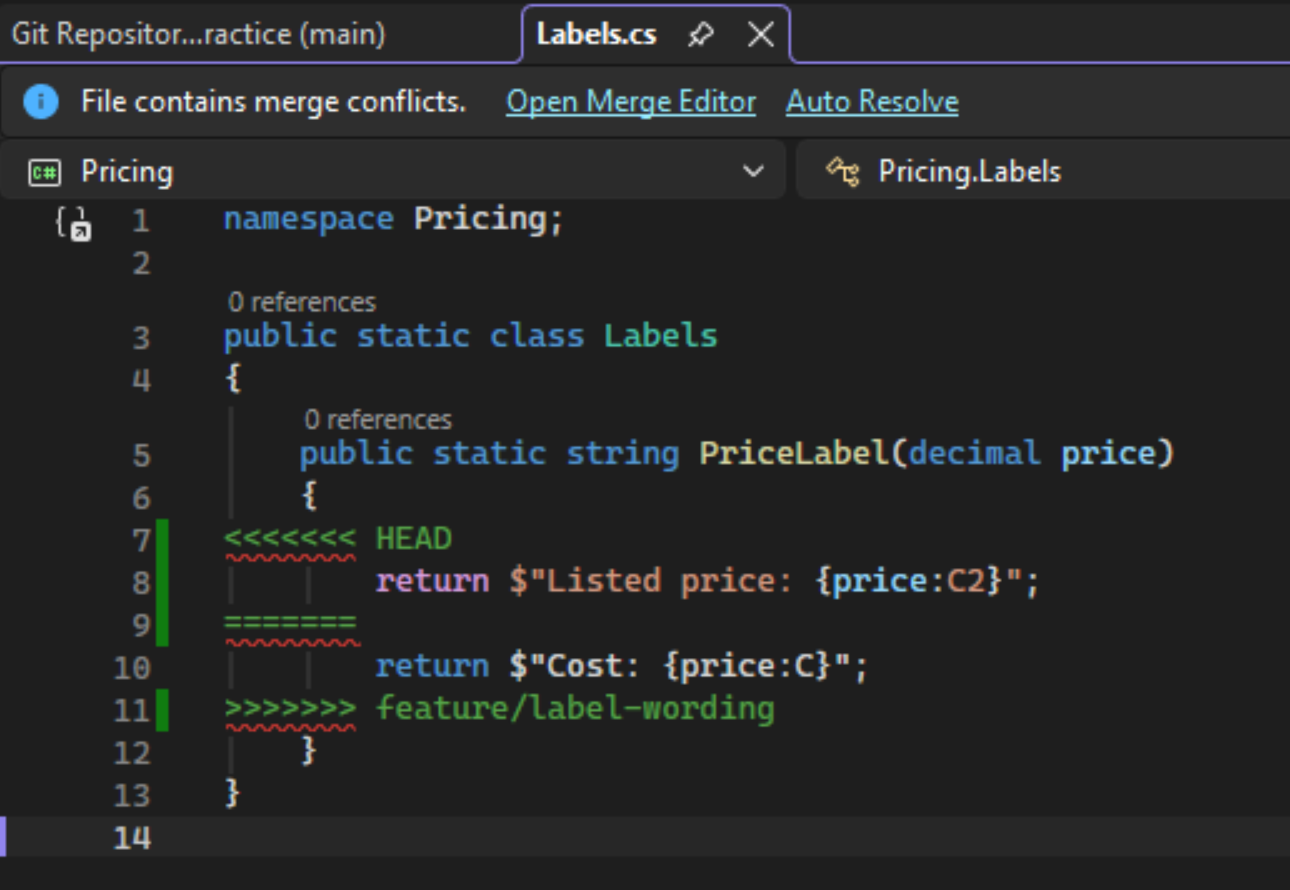 Git Repositor...ractice (main) Labels.cs
File contains merge conflicts. Open Merge Editor Auto Resolve
C# Pricing Pricing.Labels
1 namespace Pricing;
2
0 references
3 public static class Labels
4 {
0 references
5 public static string PriceLabel(decimal price)
6 {
7 <<<<<<< HEAD
8 return $"Listed price: {price:C2}";
9 =======
10 return $"Cost: {price:C}";
11 >>>>>>> feature/label-wording
12 }
13 }
14